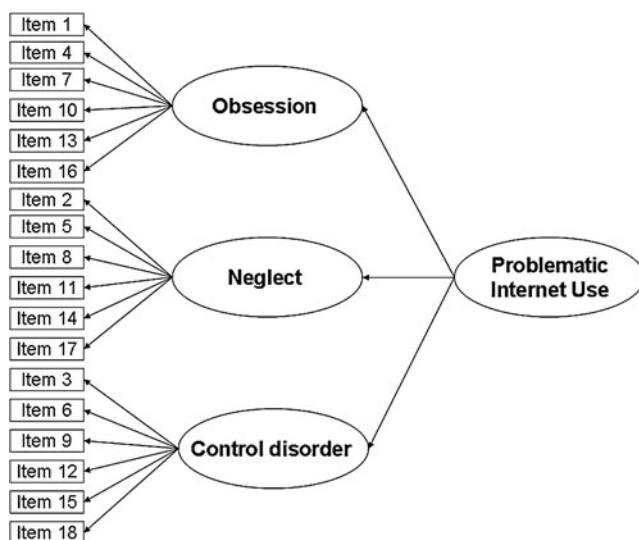 Item 1
Item 4
Item 7
Item 10
Item 13
Item 16
Obsession
Item 2
Item 5
Item 8
Item 11
Item 14
Item 17
Neglect
Item 3
Item 6
Item 9
Item 12
Item 15
Item 18
Control disorder
Problematic
Internet Use